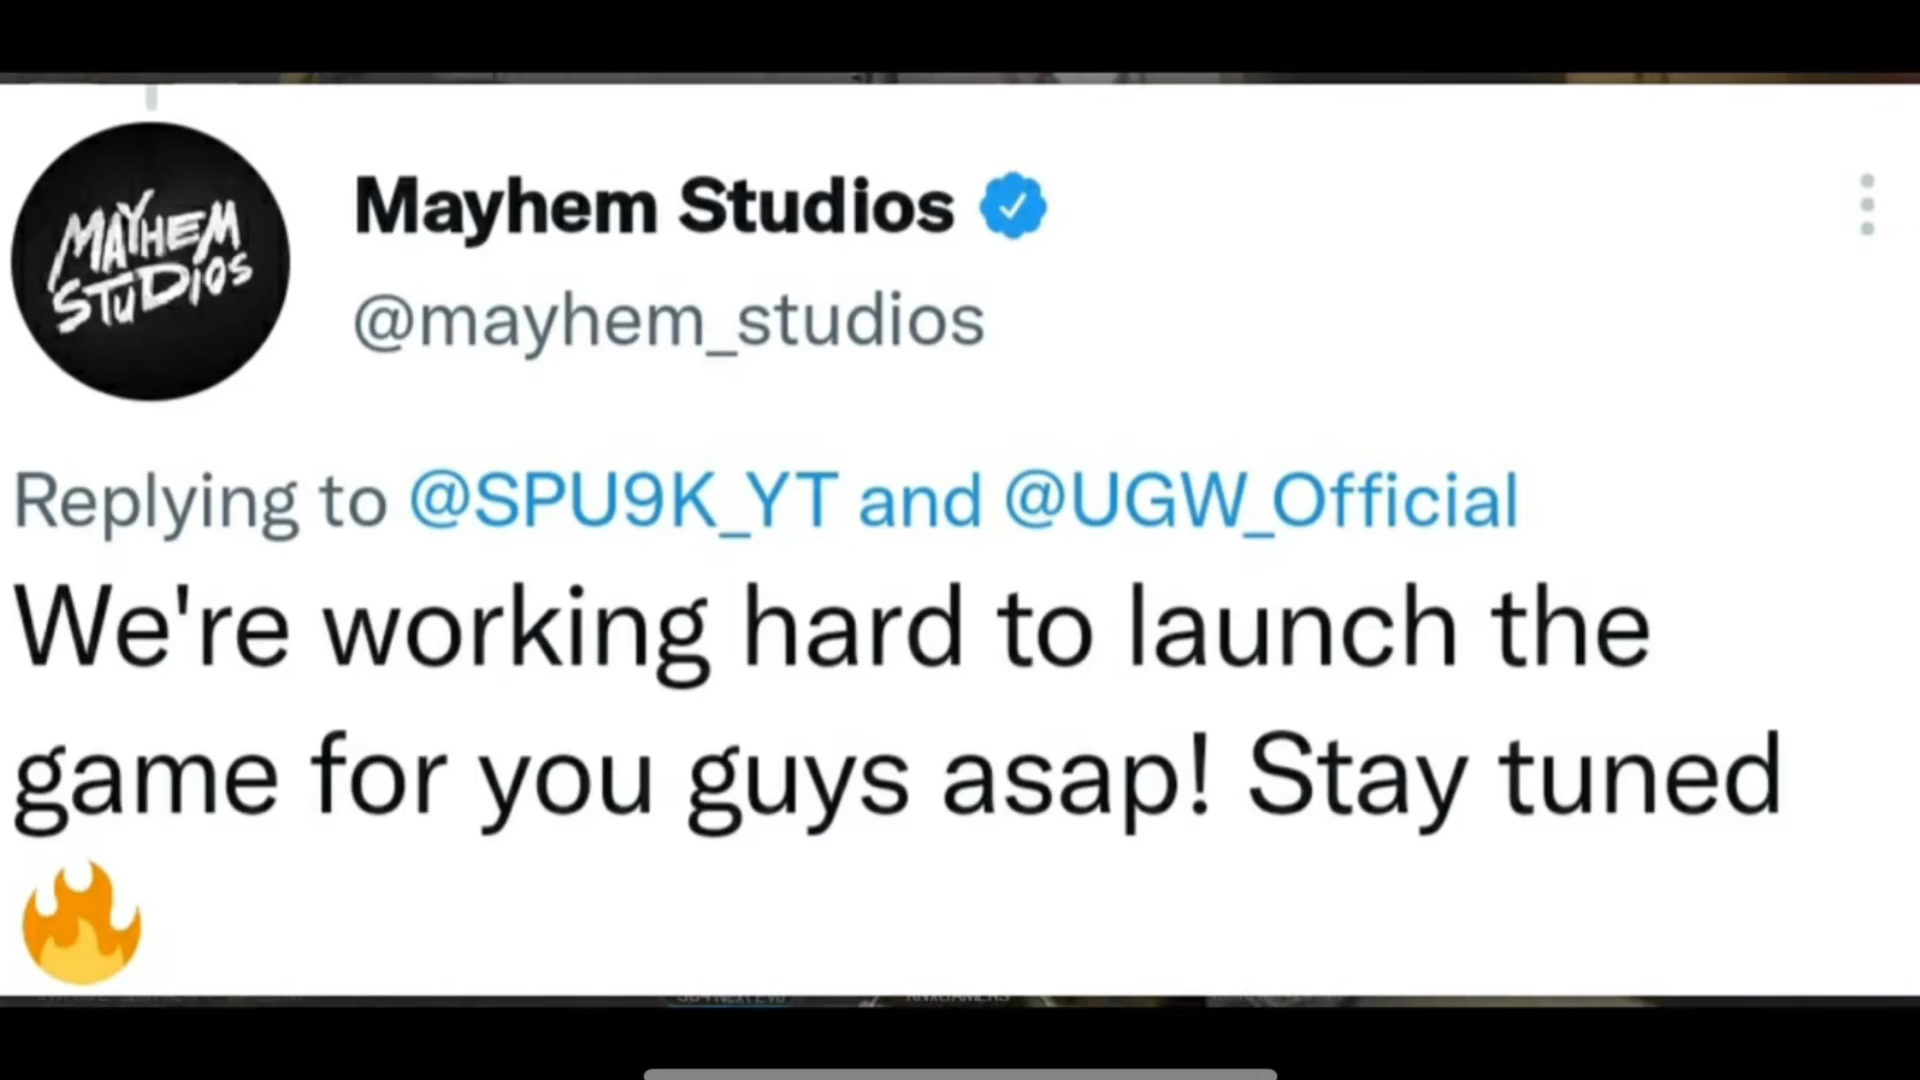 MAYHEM
STUDIOS
Mayhem Studios
@mayhem_studios
Replying to @SPU9K_YT and @UGW_Official
We're working hard to launch the
game for you guys asap! Stay tuned
🔥